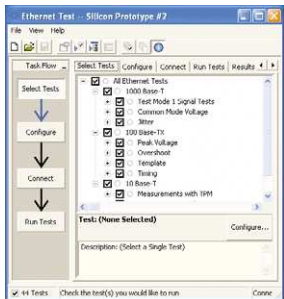 Ethernet Test -- Silicon Prototype #2
File View Help
Task Flow
Select Tests Configure Connect Run Tests Results
Select Tests
Configure
Connect
Run Tests
All Ethernet Tests
1000 Base-T
Test Mode 1 Signal Tests
Common Mode Voltage
Jitter
100 Base-TX
Peak Voltage
Overshoot
Template
Timing
10 Base-T
Measurements with TPM
Test: (None Selected)
Configure...
Description: (Select a Single Test)
44 Tests Check the test(s) you would like to run Connec